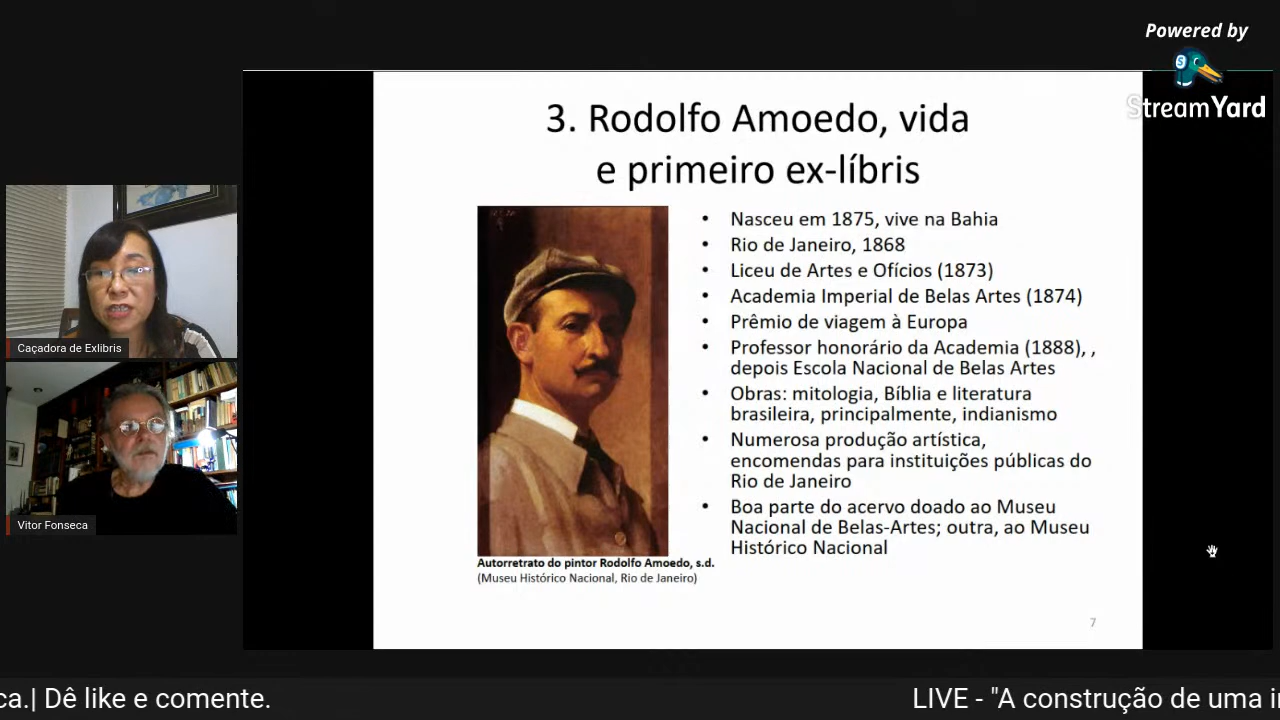 Powered by
StreamYard
3. Rodolfo Amoedo, vida
e primeiro ex-líbris
• Nasceu em 1875, vive na Bahia
• Rio de Janeiro, 1868
• Liceu de Artes e Ofícios (1873)
• Academia Imperial de Belas Artes (1874)
• Prêmio de viagem à Europa
• Professor honorário da Academia (1888), ,
depois Escola Nacional de Belas Artes
• Obras: mitologia, Bíblia e literatura
brasileira, principalmente, indianismo
• Numerosa produção artística,
encomendas para instituições públicas do
Rio de Janeiro
• Boa parte do acervo doado ao Museu
Nacional de Belas-Artes; outra, ao Museu
Histórico Nacional
Autorretrato do pintor Rodolfo Amoedo, s.d.
(Museu Histórico Nacional, Rio de Janeiro)
7
Caçadora de Exlibris
Vitor Fonseca
ca.| Dê like e comente.
LIVE - "A construção de uma i